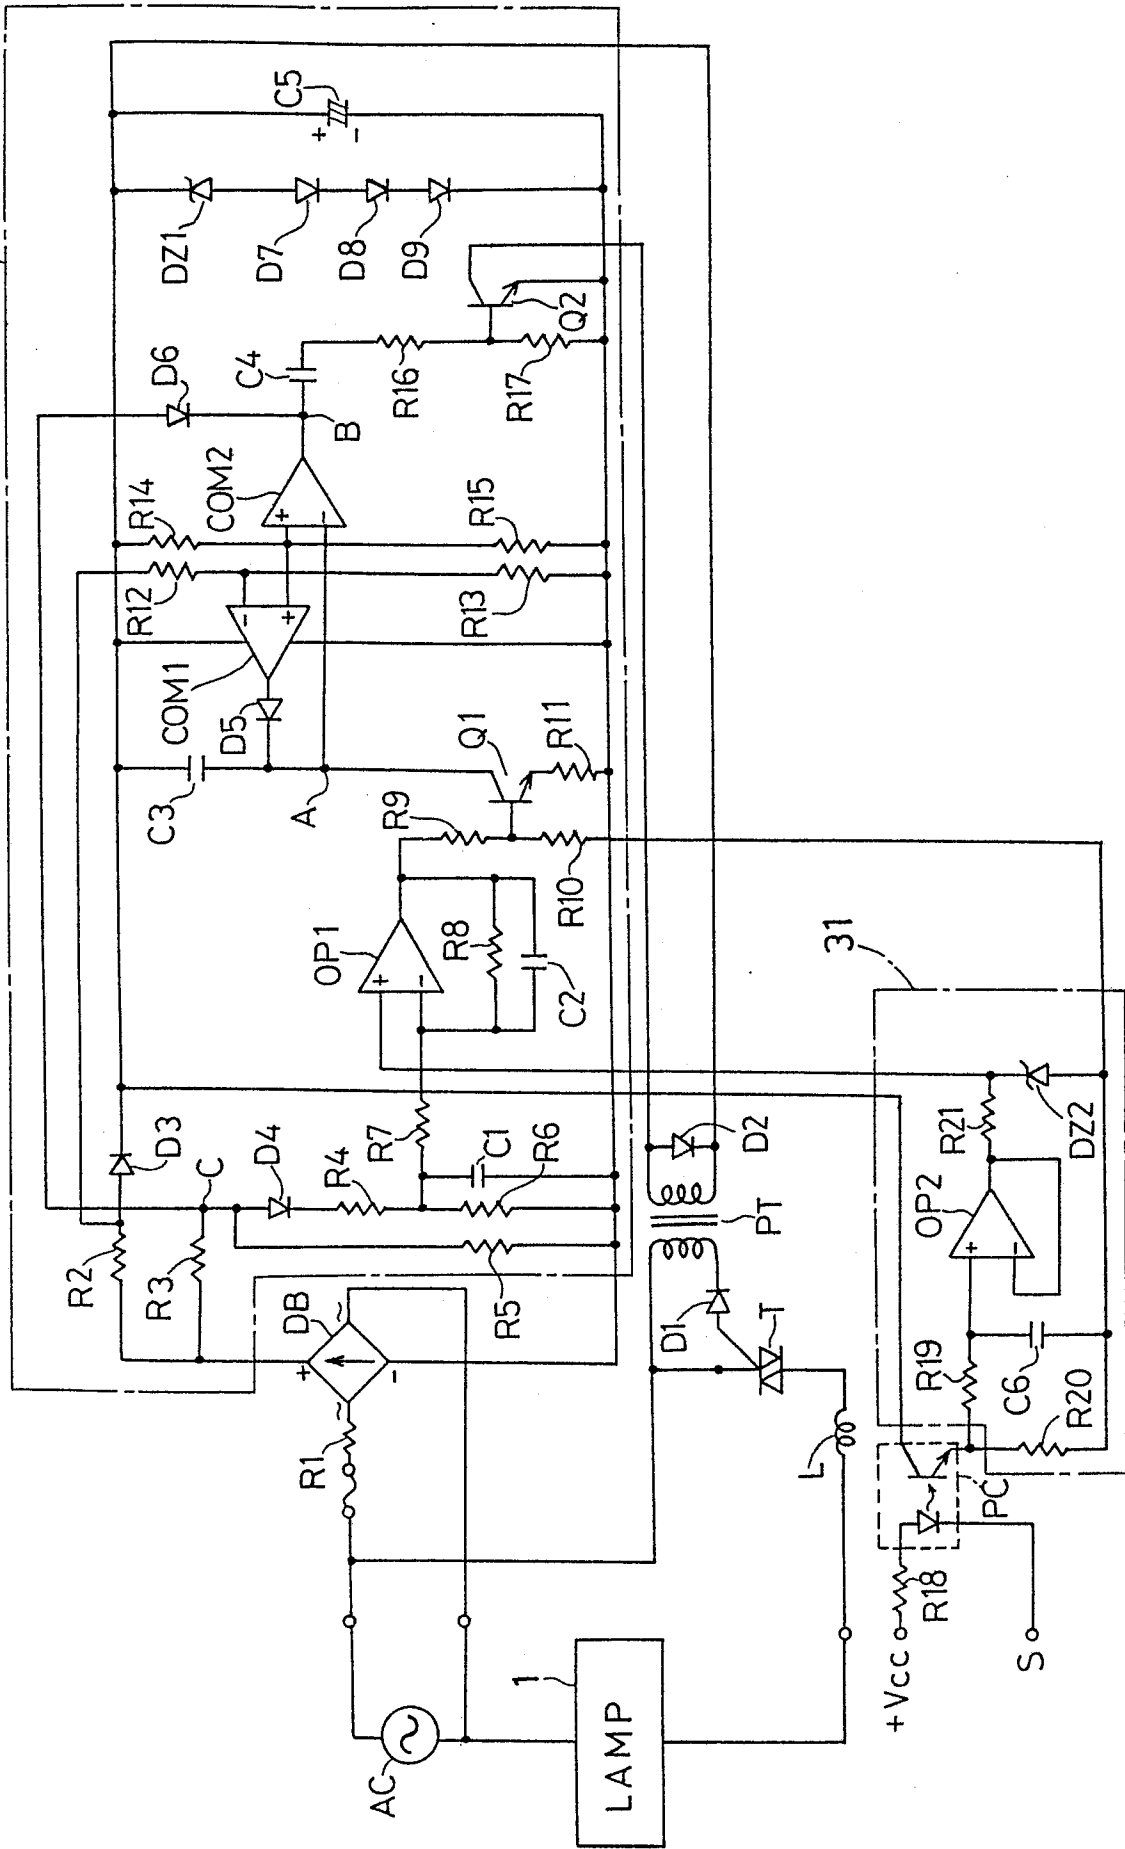 C5
+
-
DZ1
D7
D8
D9
D6
C4
R16
Q2
R17
B
R14
COM2
+
-
R15
R12
-
+
R13
COM1
D5
C3
A
Q1
R11
R9
R10
OP1
+
-
R8
C2
31
D3
C
D4
R4
R7
C1
R6
R2
R3
R5
D2
PT
R21
DZ2
OP2
+
-
DB
+
-
~
~
R1
D1
T
L
R19
C6
R20
PC
R18
+Vcc
S
AC
~
1
LAMP